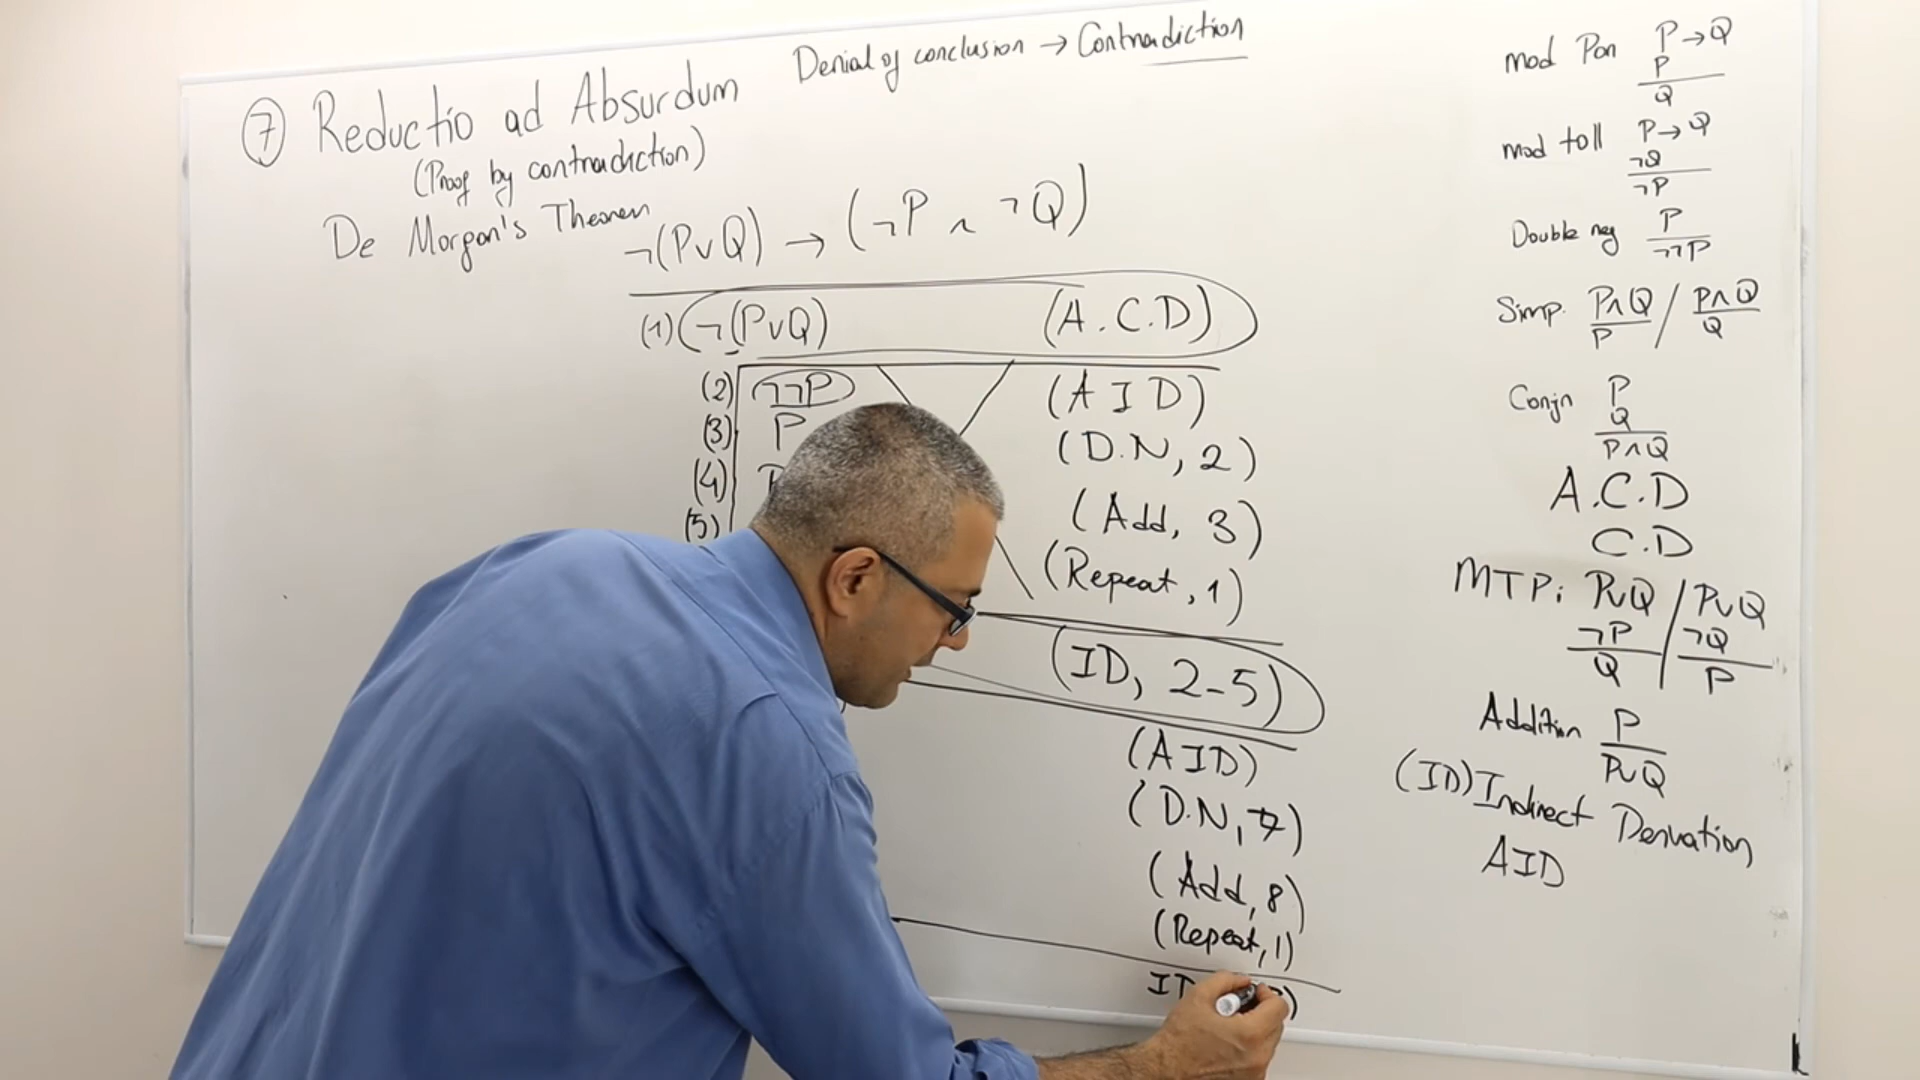 ⑦ Reductio ad Absurdum
Denial of conclusion → Contradiction
(Proof by contradiction)
De Morgan's Theorem
¬(P∨Q) → (¬P ∧ ¬Q)
(1) ¬(P∨Q) (A.C.D)
(2) ¬¬P (AID)
(3) P (D.N, 2)
(4) (Add, 3)
(5) (Repeat, 1)
(ID, 2-5)
(AID)
(D.N, 7)
(Add, 8)
(Repeat, 1)
mod Pon P→Q
P
Q
mod toll P→Q
¬Q
¬P
Double neg P
¬¬P
Simp. P∧Q / P∧Q
P Q
Conjn P
Q
P∧Q
A.C.D
C.D
MTP: P∨Q / P∨Q
¬P ¬Q
Q P
Addition P
P∨Q
(ID) Indirect Derivation
AID